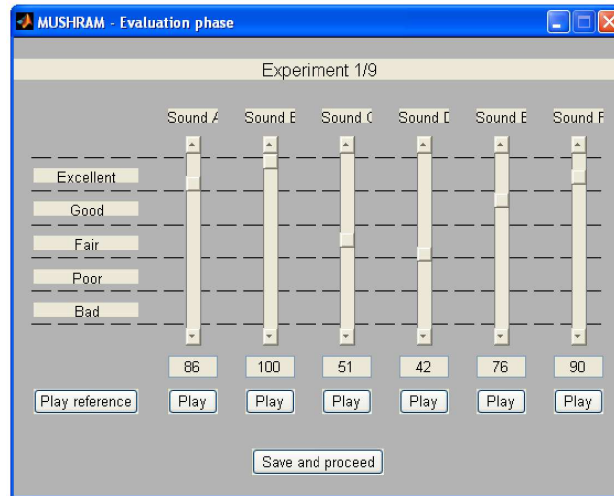 MUSHRAM - Evaluation phase
Experiment 1/9
Sound A Sound B Sound C Sound D Sound E Sound F
Excellent
Good
Fair
Poor
Bad
86 100 51 42 76 90
Play reference Play Play Play Play Play Play
Save and proceed